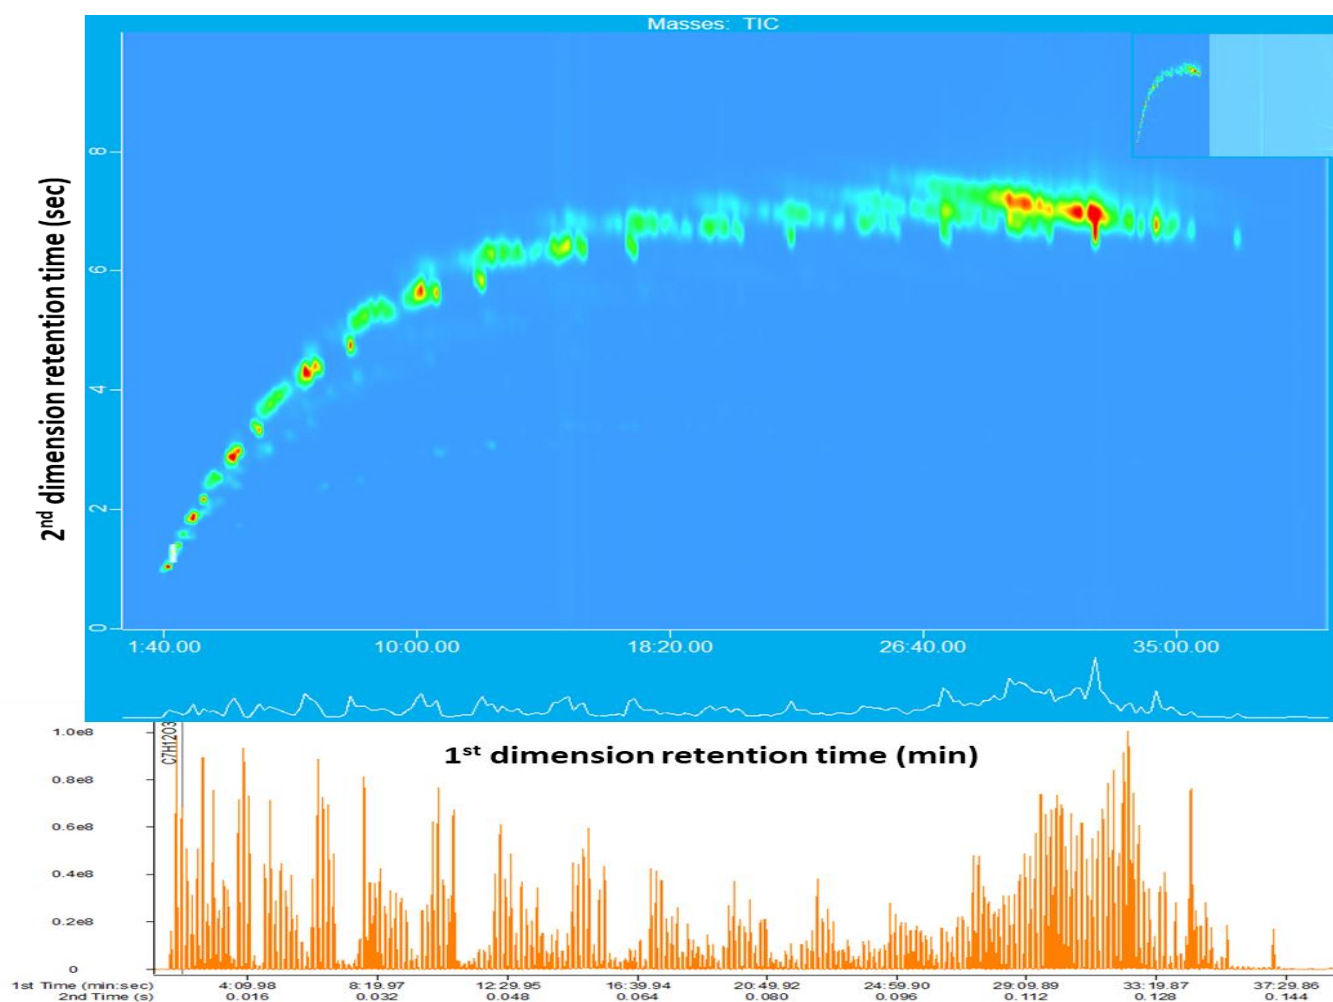 Masses: TIC
2nd dimension retention time (sec)
8
6
4
2
0
1:40.00 10:00.00 18:20.00 26:40.00 35:00.00
1st dimension retention time (min)
C7H12O3
1.0e8
0.8e8
0.6e8
0.4e8
0.2e8
0
1st Time (min:sec) 4:09.98 8:19.97 12:29.95 16:39.94 20:49.92 24:59.90 29:09.89 33:19.87 37:29.86
2nd Time (s) 0.016 0.032 0.048 0.064 0.080 0.096 0.112 0.128 0.144